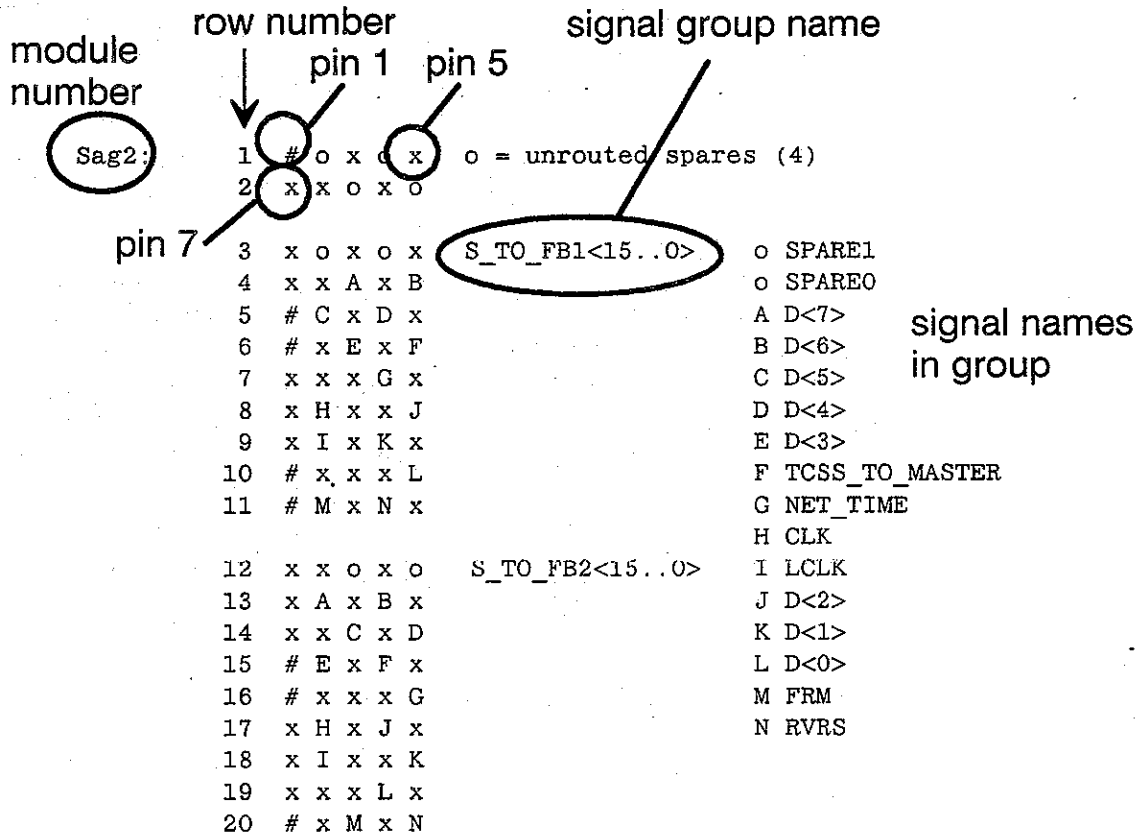 row number signal group name
module number
pin 1 pin 5
Sag2: 1 # o x o x o = unrouted spares (4)
2 x x o x o
pin 7
3 x o x o x S_TO_FB1<15..0> o SPARE1
4 x x A x B o SPARE0
5 # C x D x A D<7>
signal names in group
6 # x E x F B D<6>
7 x x x G x C D<5>
8 x H x x J D D<4>
9 x I x K x E D<3>
10 # x x x L F TCSS_TO_MASTER
11 # M x N x G NET_TIME
H CLK
12 x x o x o S_TO_FB2<15..0> I LCLK
13 x A x B x J D<2>
14 x x C x D K D<1>
15 # E x F x L D<0>
16 # x x x G M FRM
17 x H x J x N RVRS
18 x I x x K
19 x x x L x
20 # x M x N